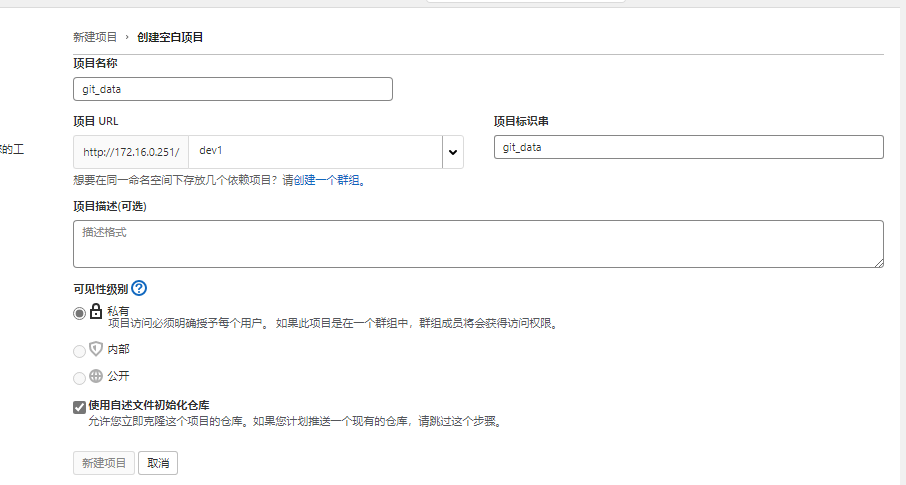 新建项目 › 创建空白项目
项目名称
git_data
项目 URL
项目标识串
http://172.16.0.251/
dev1
git_data
的工
想要在同一命名空间下存放几个依赖项目？请创建一个群组。
项目描述(可选)
描述格式
可见性级别
私有
项目访问必须明确授予每个用户。 如果此项目是在一个群组中，群组成员将会获得访问权限。
内部
公开
使用自述文件初始化仓库
允许您立即克隆这个项目的仓库。如果您计划推送一个现有的仓库，请跳过这个步骤。
新建项目
取消